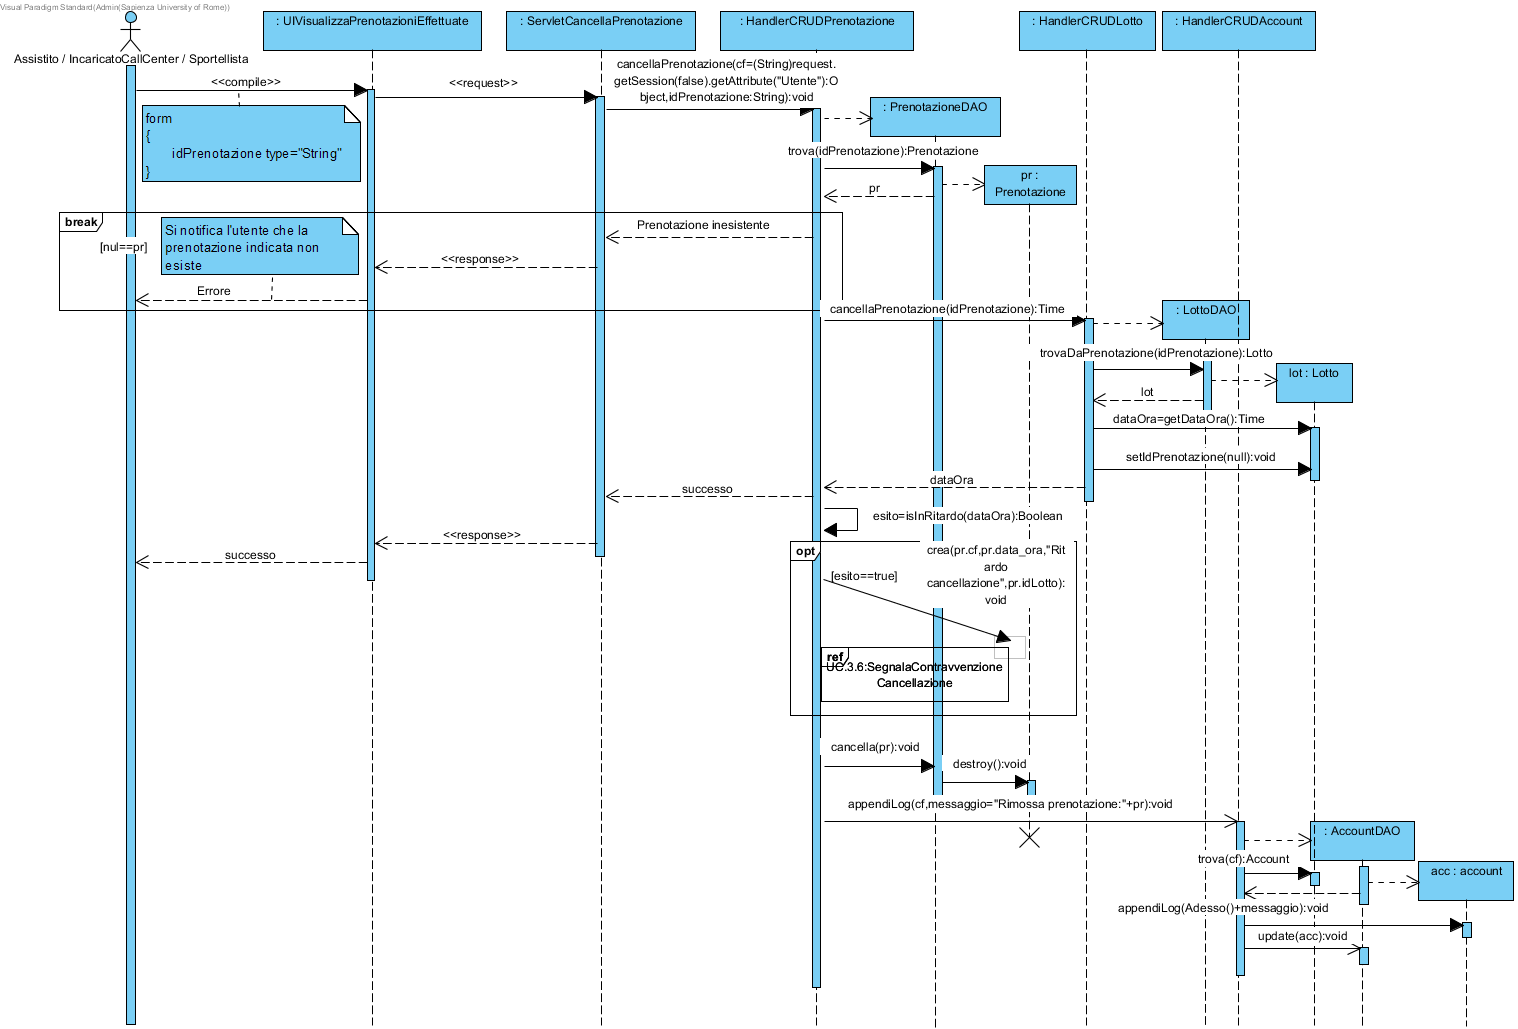 Visual Paradigm Standard(Admin(Sapienza University of Rome))
: UIVisualizzaPrenotazioniEffettuate
: ServletCancellaPrenotazione
: HandlerCRUDPrenotazione
: HandlerCRUDLotto
: HandlerCRUDAccount
Assistito / IncaricatoCallCenter / Sportellista
<<compile>>
<<request>>
cancellaPrenotazione(cf=(String)request.
getSession(false).getAttribute("Utente"):O
bject,idPrenotazione:String):void
: PrenotazioneDAO
form
{
idPrenotazione type="String"
}
trova(idPrenotazione):Prenotazione
pr :
Prenotazione
pr
break
[nul==pr]
Si notifica l'utente che la
prenotazione indicata non
esiste
Prenotazione inesistente
<<response>>
Errore
cancellaPrenotazione(idPrenotazione):Time
: LottoDAO
trovaDaPrenotazione(idPrenotazione):Lotto
lot : Lotto
lot
dataOra=getDataOra():Time
setIdPrenotazione(null):void
dataOra
successo
esito=isInRitardo(dataOra):Boolean
<<response>>
successo
opt
[esito==true]
crea(pr.cf,pr.data_ora,"Rit
ardo
cancellazione",pr.idLotto):
void
ref
UC.3.6:SegnalaContravvenzione
Cancellazione
cancella(pr):void
destroy():void
appendiLog(cf,messaggio="Rimossa prenotazione:"+pr):void
: AccountDAO
trova(cf):Account
acc : account
appendiLog(Adesso()+messaggio):void
update(acc):void